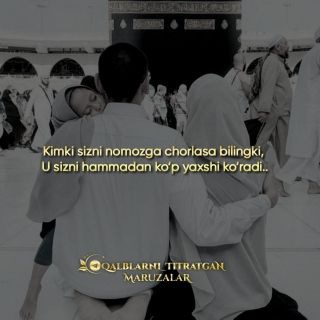 Kimki sizni nomozga chorlasa bilingki,
U sizni hammadan ko'p yaxshi ko'radi..
QALBLARNI TITRATGAN
MARUZALAR